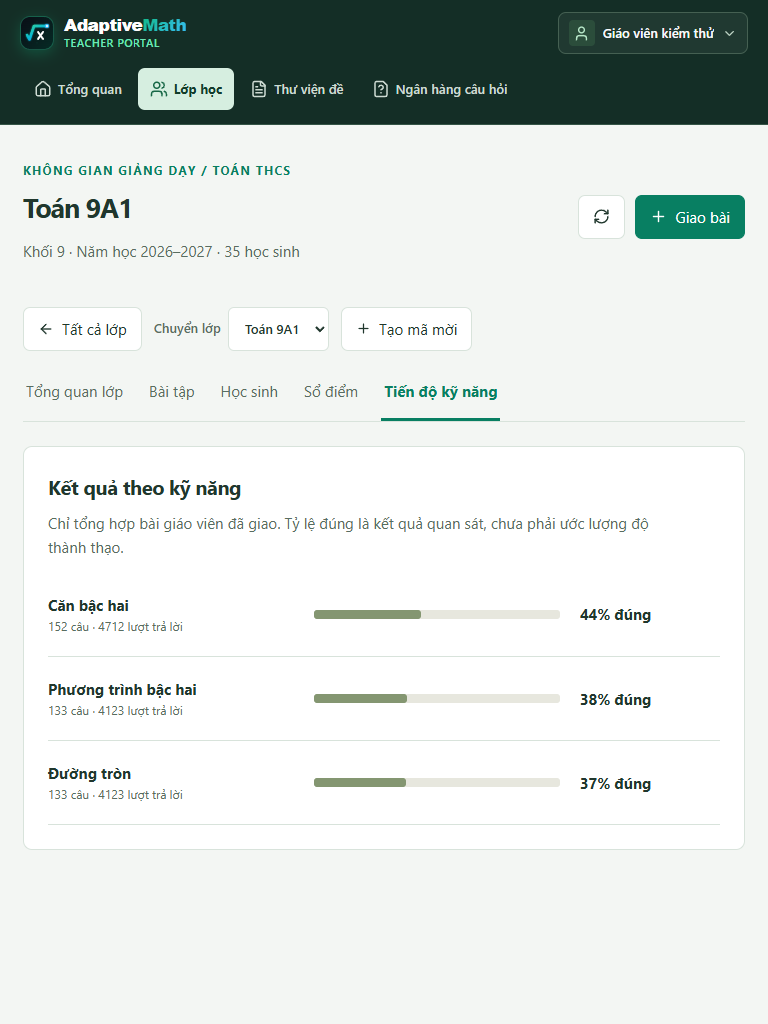 AdaptiveMath
TEACHER PORTAL
Giáo viên kiểm thử
Tổng quan
Lớp học
Thư viện đề
Ngân hàng câu hỏi
KHÔNG GIAN GIẢNG DẠY / TOÁN THCS
Toán 9A1
Khối 9 · Năm học 2026–2027 · 35 học sinh
Giao bài
Tất cả lớp
Chuyển lớp
Toán 9A1
Tạo mã mời
Tổng quan lớp
Bài tập
Học sinh
Sổ điểm
Tiến độ kỹ năng
Kết quả theo kỹ năng
Chỉ tổng hợp bài giáo viên đã giao. Tỷ lệ đúng là kết quả quan sát, chưa phải ước lượng độ
thành thạo.
Căn bậc hai
152 câu · 4712 lượt trả lời
44% đúng
Phương trình bậc hai
133 câu · 4123 lượt trả lời
38% đúng
Đường tròn
133 câu · 4123 lượt trả lời
37% đúng